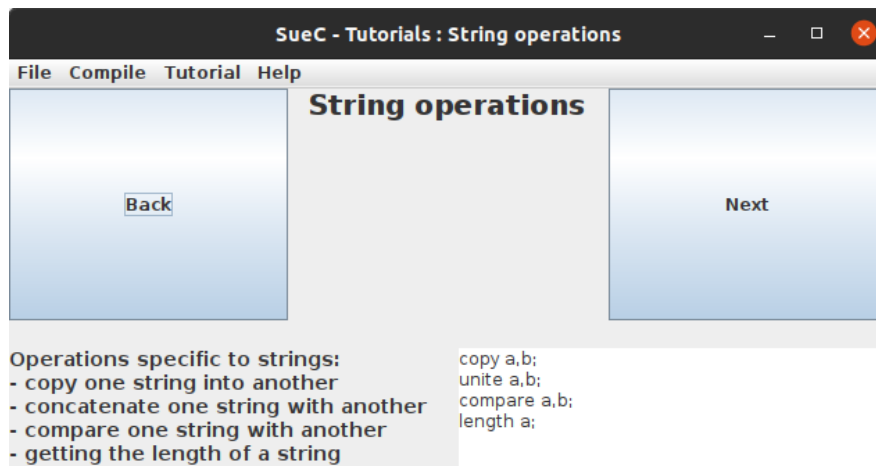 SueC - Tutorials : String operations
File Compile Tutorial Help
String operations
Back
Next
Operations specific to strings:
- copy one string into another
- concatenate one string with another
- compare one string with another
- getting the length of a string
copy a,b;
unite a,b;
compare a,b;
length a;